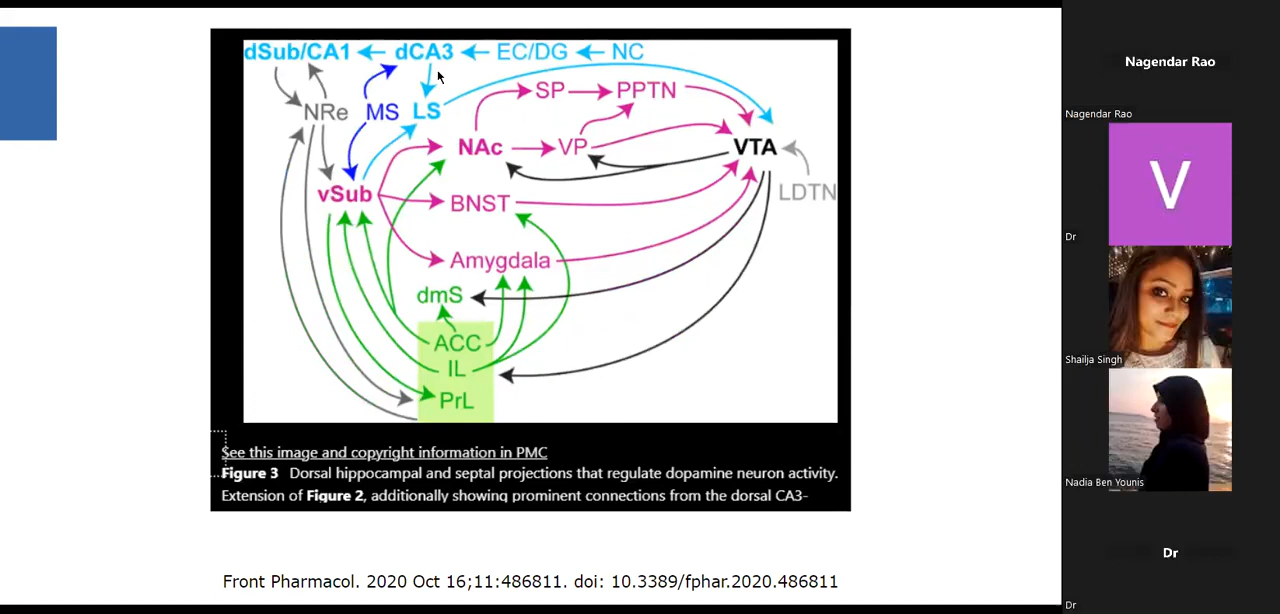 dSub/CA1 dCA3 EC/DG NC
SP PPTN
NRe MS LS
NAc VP VTA
vSub BNST LDTN
Amygdala
dmS
ACC
IL
PrL
See this image and copyright information in PMC
Figure 3 Dorsal hippocampal and septal projections that regulate dopamine neuron activity.
Extension of Figure 2, additionally showing prominent connections from the dorsal CA3-
Front Pharmacol. 2020 Oct 16;11:486811. doi: 10.3389/fphar.2020.486811
Nagendar Rao
Nagendar Rao
V
Dr
Shailja Singh
Nadia Ben Younis
Dr
Dr